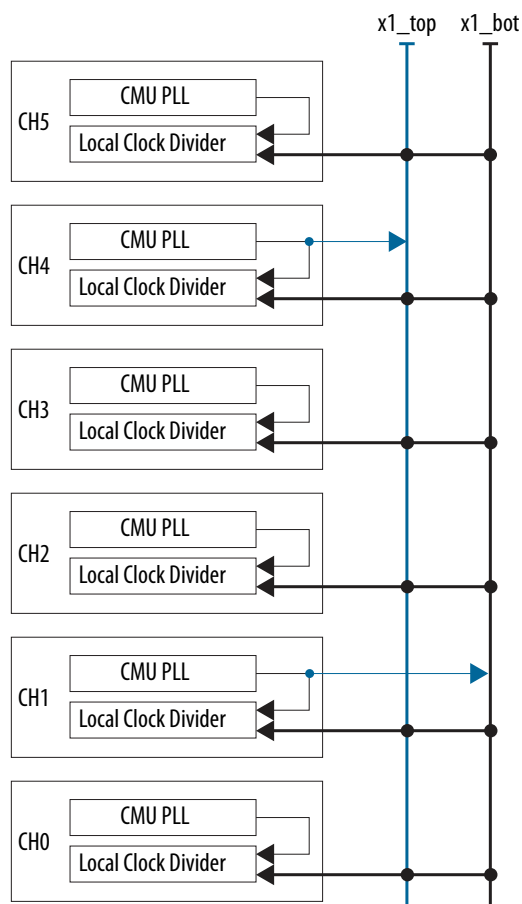 x1_top x1_bot
CH5
CMU PLL
Local Clock Divider
CH4
CMU PLL
Local Clock Divider
CH3
CMU PLL
Local Clock Divider
CH2
CMU PLL
Local Clock Divider
CH1
CMU PLL
Local Clock Divider
CH0
CMU PLL
Local Clock Divider